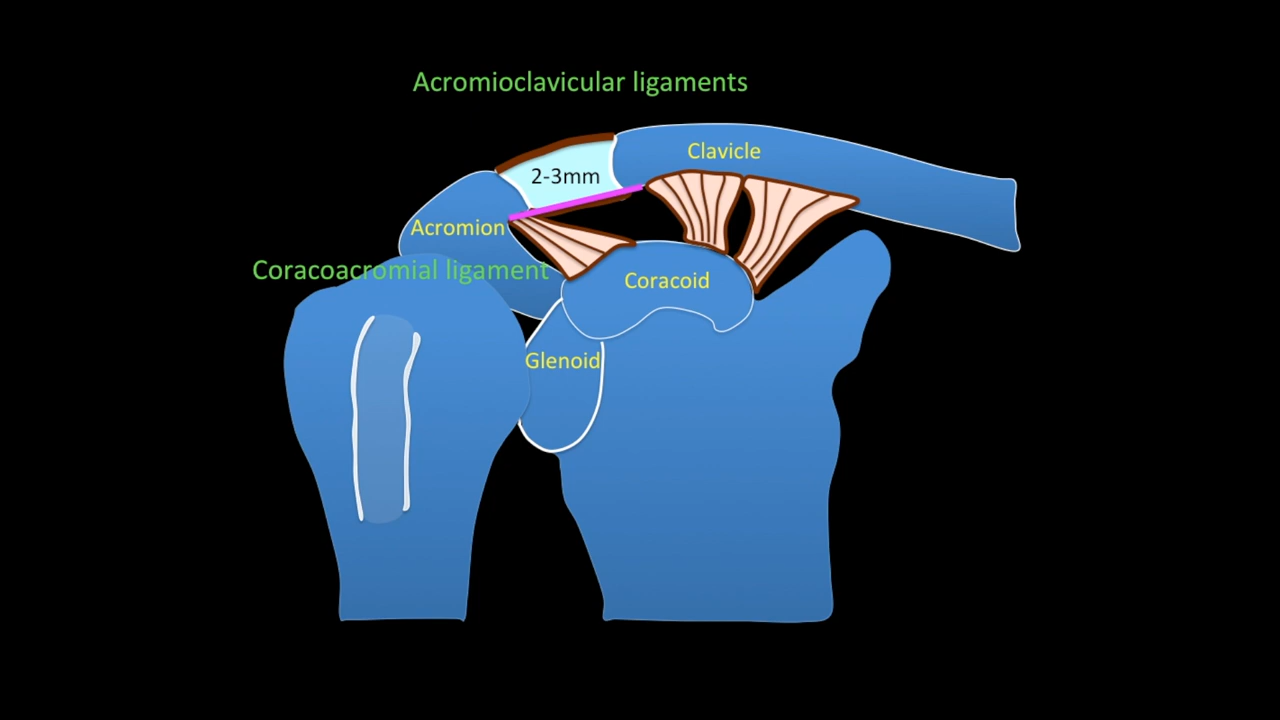 Acromioclavicular ligaments
Clavicle
2-3mm
Acromion
Coracoacromial ligament
Coracoid
Glenoid